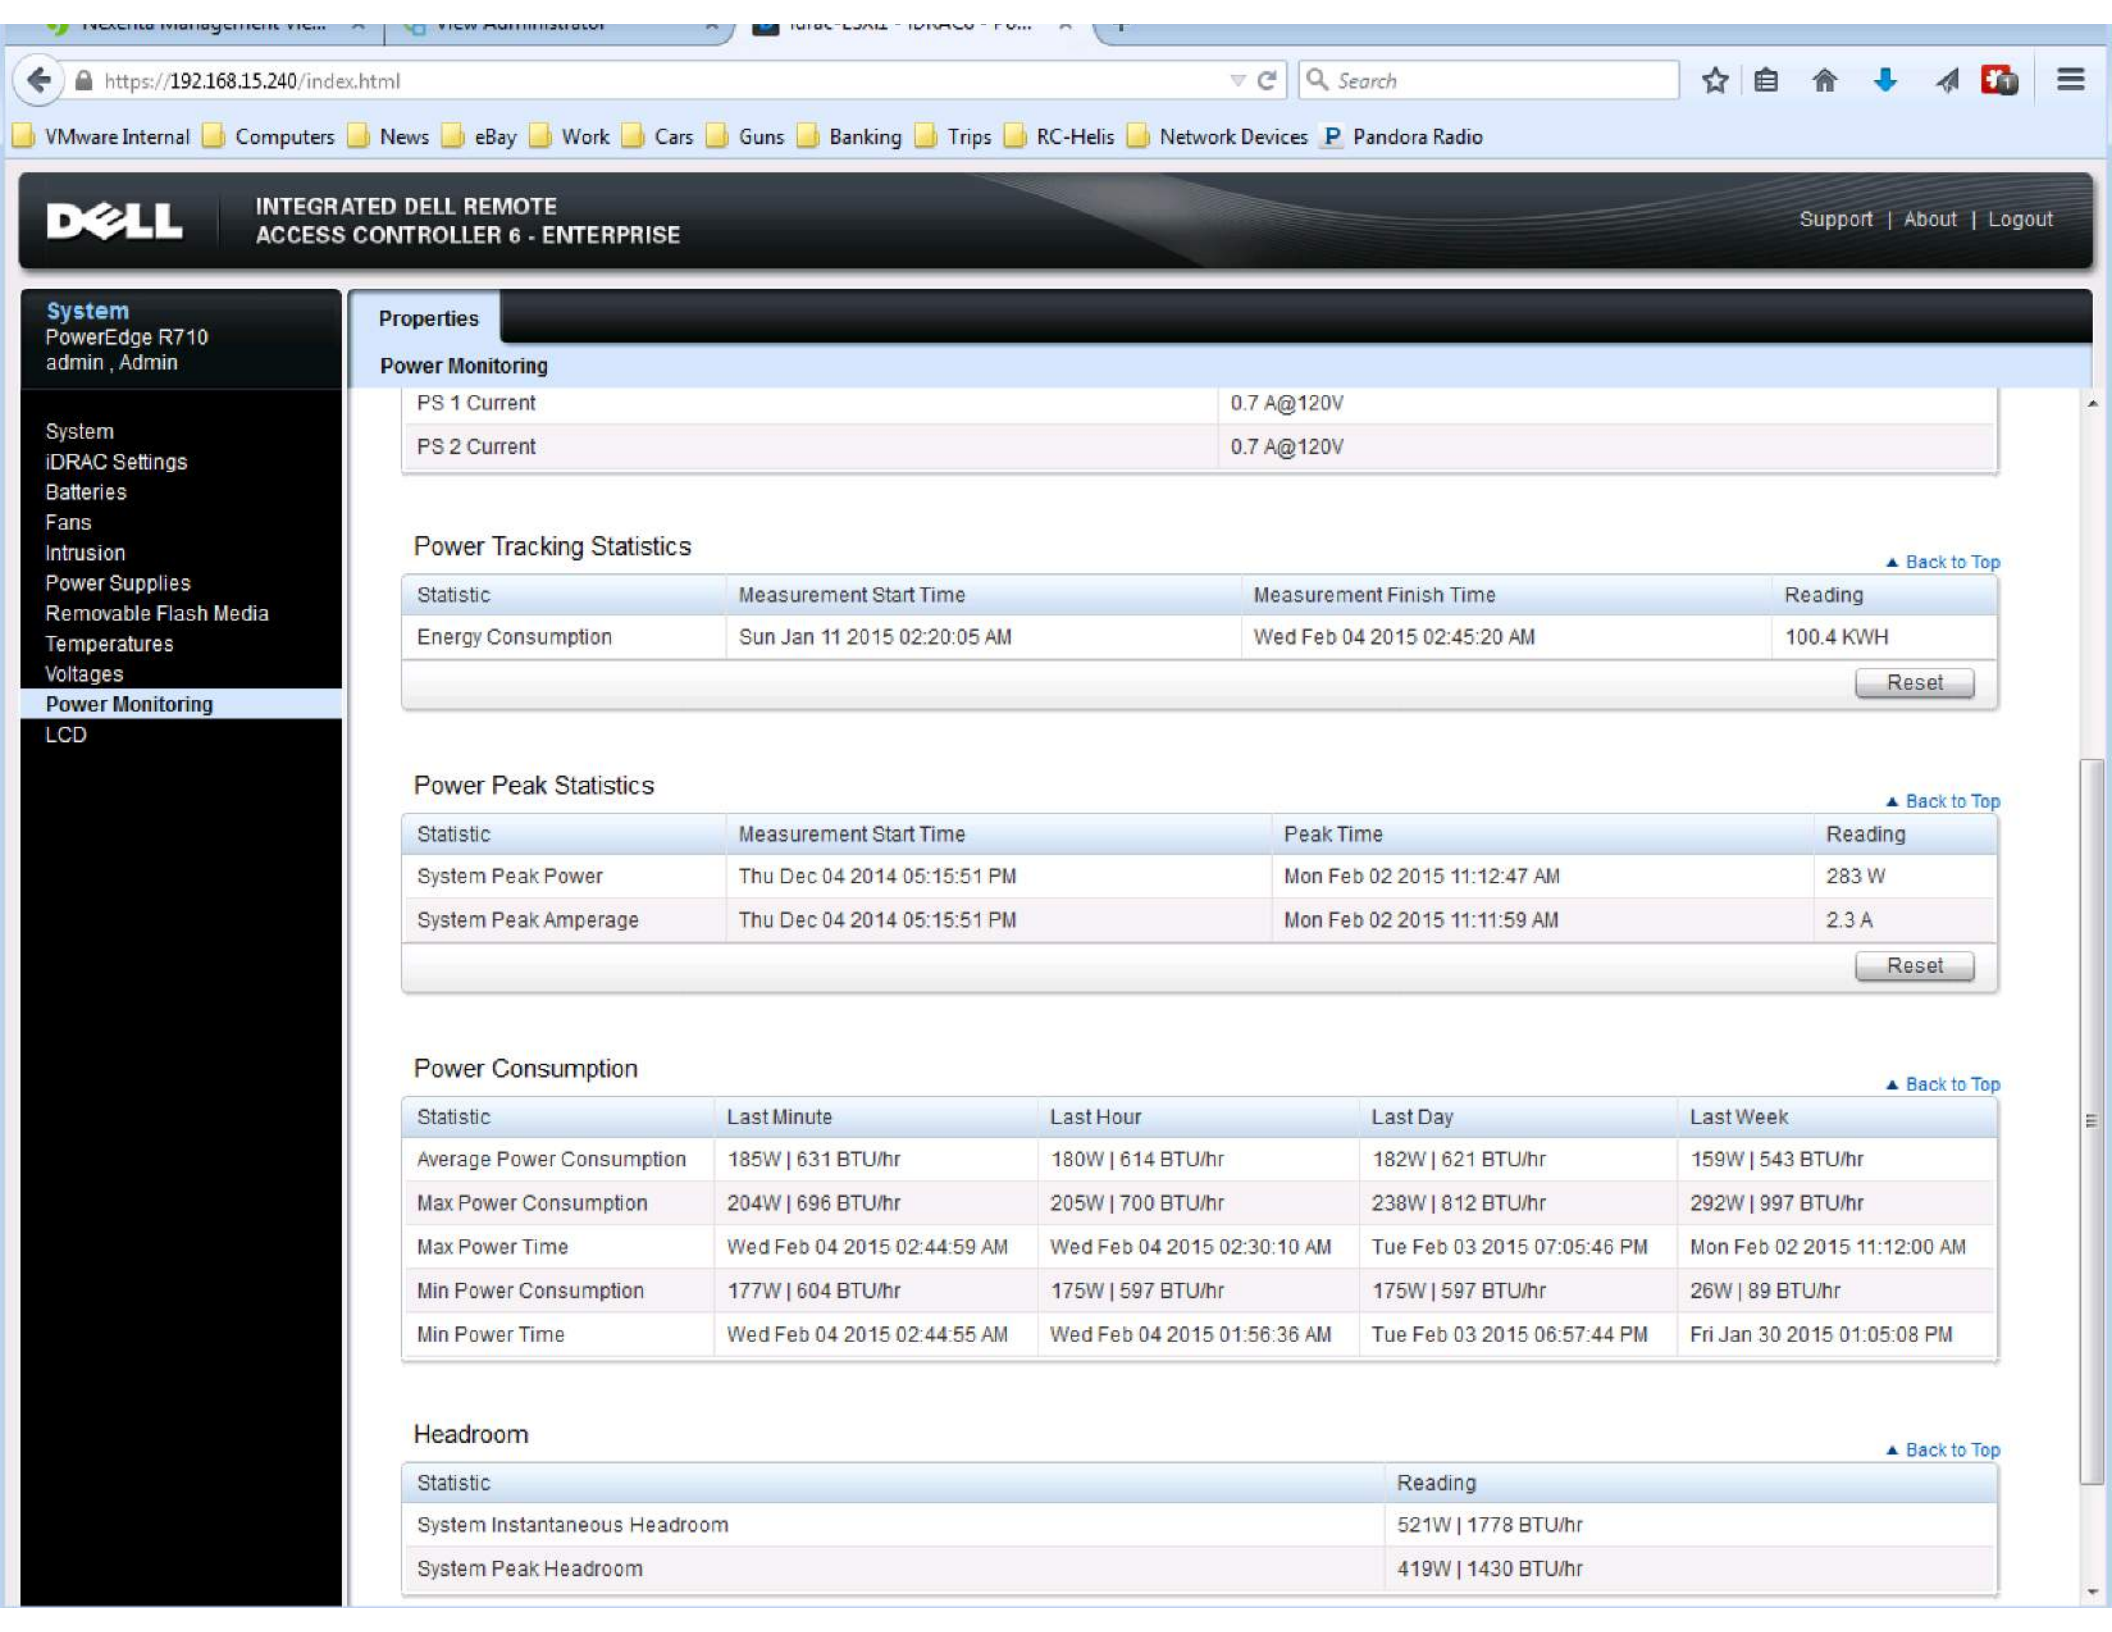 Nexenta Management Vie... View Administrator idrac-ESXi1 - iDRAC6 - Po...
https://192.168.15.240/index.html Search
VMware Internal Computers News eBay Work Cars Guns Banking Trips RC-Helis Network Devices Pandora Radio
DELL
INTEGRATED DELL REMOTE
ACCESS CONTROLLER 6 - ENTERPRISE
Support | About | Logout
System
PowerEdge R710
admin , Admin
System
iDRAC Settings
Batteries
Fans
Intrusion
Power Supplies
Removable Flash Media
Temperatures
Voltages
Power Monitoring
LCD
Properties
Power Monitoring
PS 1 Current 0.7 A@120V
PS 2 Current 0.7 A@120V
Power Tracking Statistics
Back to Top
Statistic Measurement Start Time Measurement Finish Time Reading
Energy Consumption Sun Jan 11 2015 02:20:05 AM Wed Feb 04 2015 02:45:20 AM 100.4 KWH
Reset
Power Peak Statistics
Back to Top
Statistic Measurement Start Time Peak Time Reading
System Peak Power Thu Dec 04 2014 05:15:51 PM Mon Feb 02 2015 11:12:47 AM 283 W
System Peak Amperage Thu Dec 04 2014 05:15:51 PM Mon Feb 02 2015 11:11:59 AM 2.3 A
Reset
Power Consumption
Back to Top
Statistic Last Minute Last Hour Last Day Last Week
Average Power Consumption 185W | 631 BTU/hr 180W | 614 BTU/hr 182W | 621 BTU/hr 159W | 543 BTU/hr
Max Power Consumption 204W | 696 BTU/hr 205W | 700 BTU/hr 238W | 812 BTU/hr 292W | 997 BTU/hr
Max Power Time Wed Feb 04 2015 02:44:59 AM Wed Feb 04 2015 02:30:10 AM Tue Feb 03 2015 07:05:46 PM Mon Feb 02 2015 11:12:00 AM
Min Power Consumption 177W | 604 BTU/hr 175W | 597 BTU/hr 175W | 597 BTU/hr 26W | 89 BTU/hr
Min Power Time Wed Feb 04 2015 02:44:55 AM Wed Feb 04 2015 01:56:36 AM Tue Feb 03 2015 06:57:44 PM Fri Jan 30 2015 01:05:08 PM
Headroom
Back to Top
Statistic Reading
System Instantaneous Headroom 521W | 1778 BTU/hr
System Peak Headroom 419W | 1430 BTU/hr